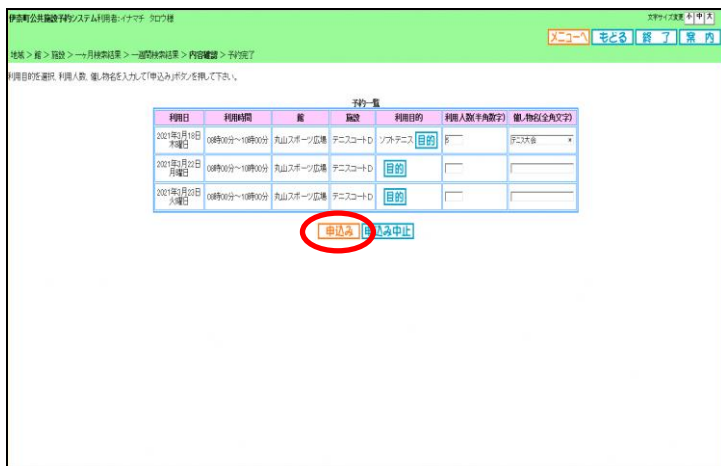 伊奈町公共施設予約システム利用者:イナマチ タロウ様
文字サイズ変更 小 中 大
メニューへ もどる 終 了 案 内
地域 > 館 > 施設 > 一ヶ月検索結果 > 一週間検索結果 > 内容確認 > 予約完了
利用目的を選択、利用人数、催し物名を入力して「申込み」ボタンを押して下さい。
予約一覧
利用日 利用時間 館 施設 利用目的 利用人数(半角数字) 催し物名(全角文字)
2021年3月18日 木曜日 08時00分～10時00分 丸山スポーツ広場 テニスコートD ソフトテニス 目的 テニス大会
2021年3月22日 月曜日 08時00分～10時00分 丸山スポーツ広場 テニスコートD 目的
2021年3月23日 火曜日 08時00分～10時00分 丸山スポーツ広場 テニスコートD 目的
申込み 申込み中止